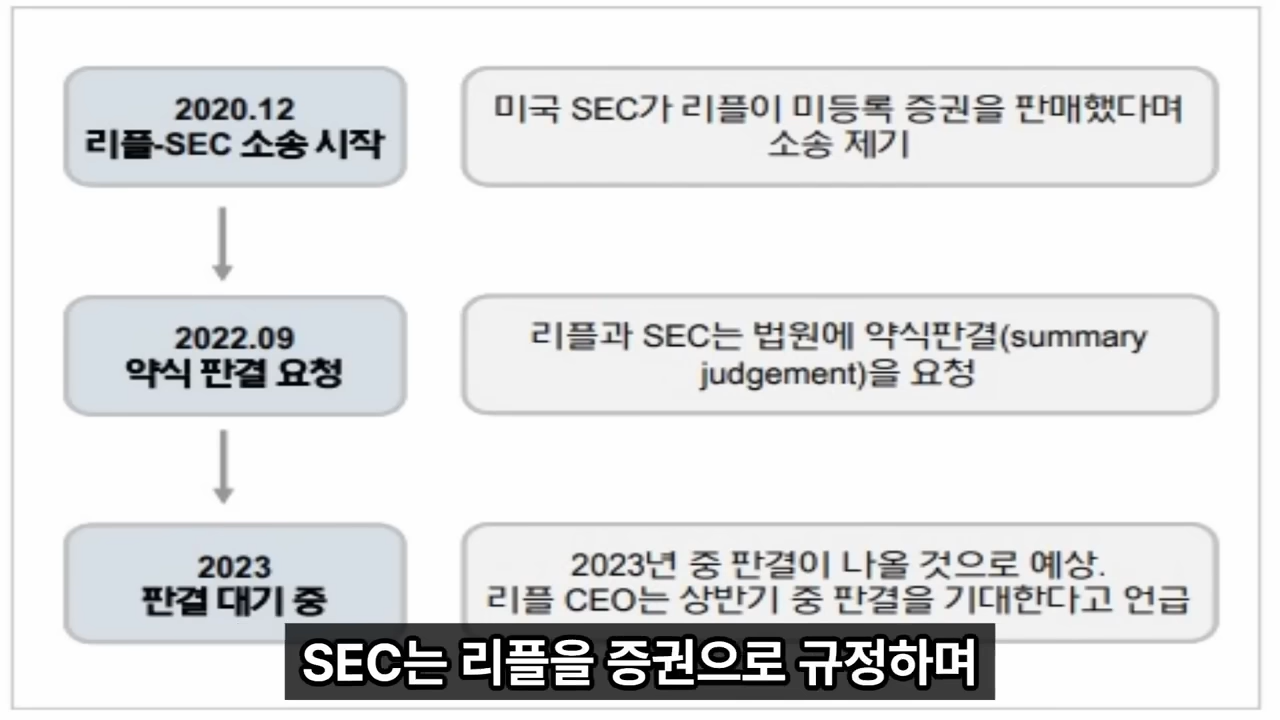 2020.12
리플-SEC 소송 시작
미국 SEC가 리플이 미등록 증권을 판매했다며
소송 제기
2022.09
약식 판결 요청
리플과 SEC는 법원에 약식판결(summary
judgement)을 요청
2023
판결 대기 중
2023년 중 판결이 나올 것으로 예상.
리플 CEO는 상반기 중 판결을 기대한다고 언급
SEC는 리플을 증권으로 규정하며